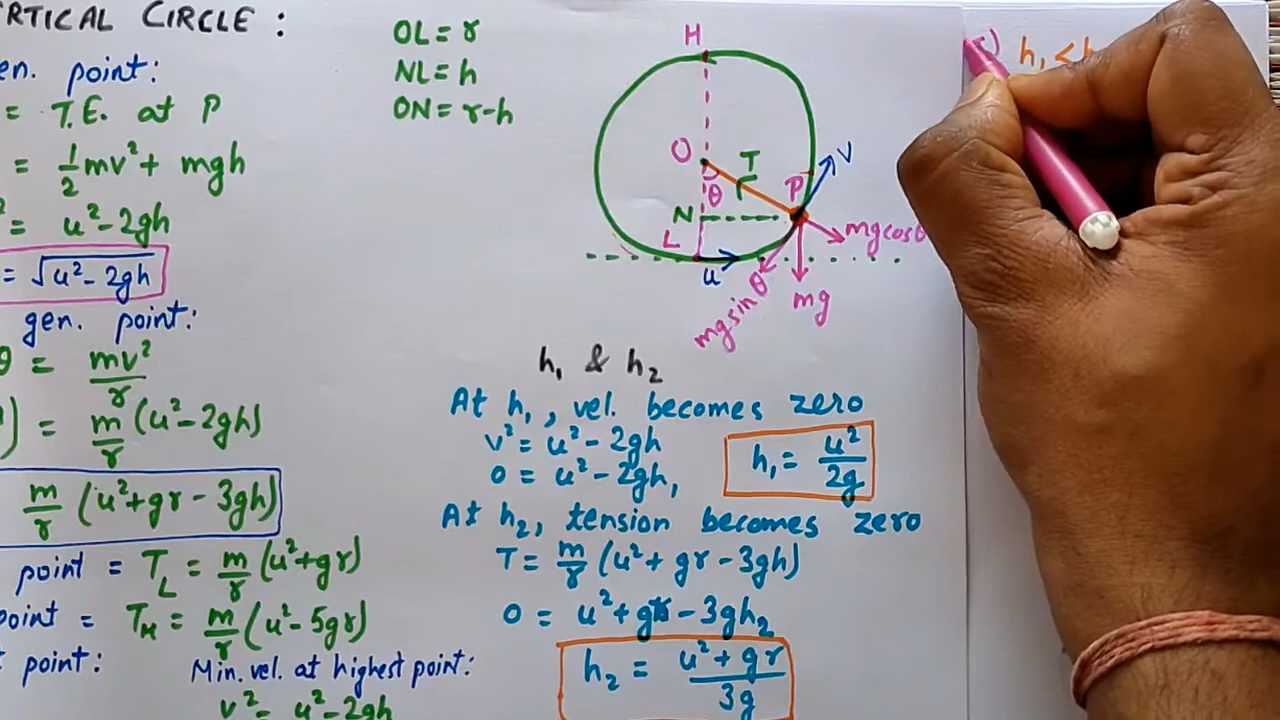 RTICAL CIRCLE :
en. point:
= T.E. at P
= 1/2 mv² + mgh
² = u² - 2gh
= √u² - 2gh
gen. point:
θ = mv²/r
) = m/r (u² - 2gh)
m/r (u² + gr - 3gh)
point = T_L = m/r (u² + gr)
oint = T_H = m/r (u² - 5gr)
t point:
Min. vel. at highest point:
v² = u² - 2gh
OL = r
NL = h
ON = r-h
H
O
T
θ
P
V
N
L
u
mg cosθ
mg sin θ
mg
h₁ & h₂
At h₁, vel. becomes zero
v² = u² - 2gh
0 = u² - 2gh₁
h₁ = u²/2g
At h₂, tension becomes zero
T = m/r (u² + gr - 3gh)
0 = u² + gr - 3gh₂
h₂ = u² + gr/3g
h₁ <